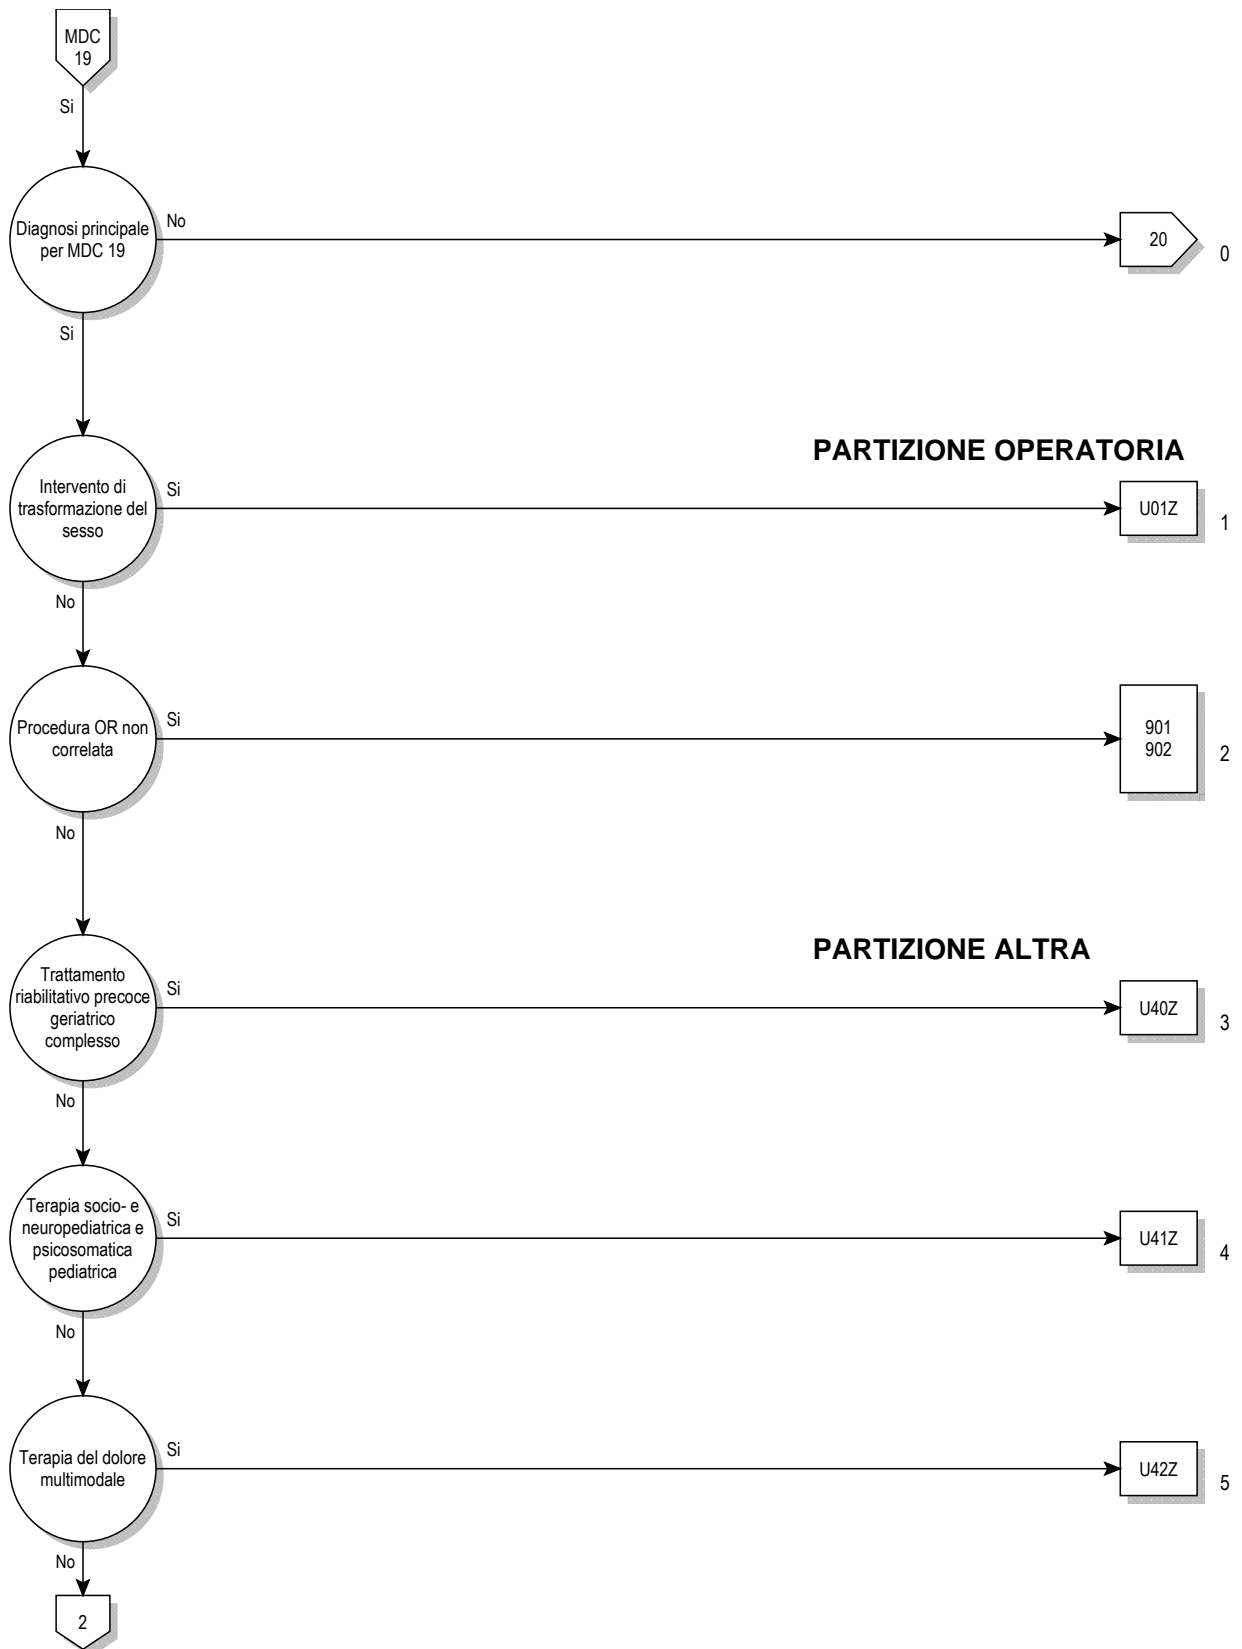 MDC
19
Si
Diagnosi principale
per MDC 19
No
20
0
Si
PARTIZIONE OPERATORIA
Intervento di
trasformazione del
sesso
Si
U01Z
1
No
Procedura OR non
correlata
Si
901
902
2
No
PARTIZIONE ALTRA
Trattamento
riabilitativo precoce
geriatrico
complesso
Si
U40Z
3
No
Terapia socio- e
neuropediatrica e
psicosomatica
pediatrica
Si
U41Z
4
No
Terapia del dolore
multimodale
Si
U42Z
5
No
2